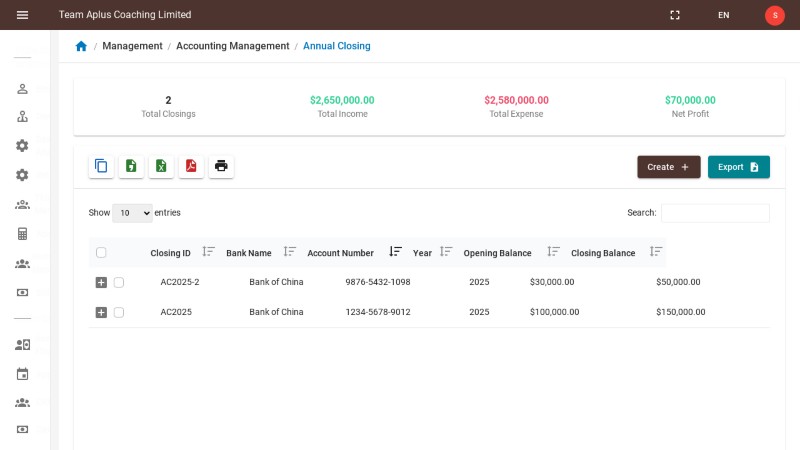 Team Aplus Coaching Limited
EN
S
/ Management / Accounting Management / Annual Closing
2
$2,650,000.00
$2,580,000.00
$70,000.00
Total Closings
Total Income
Total Expense
Net Profit
Create +
Export
Show 10 entries
Search:
Closing ID Bank Name Account Number Year Opening Balance Closing Balance
AC2025-2 Bank of China 9876-5432-1098 2025 $30,000.00 $50,000.00
AC2025 Bank of China 1234-5678-9012 2025 $100,000.00 $150,000.00